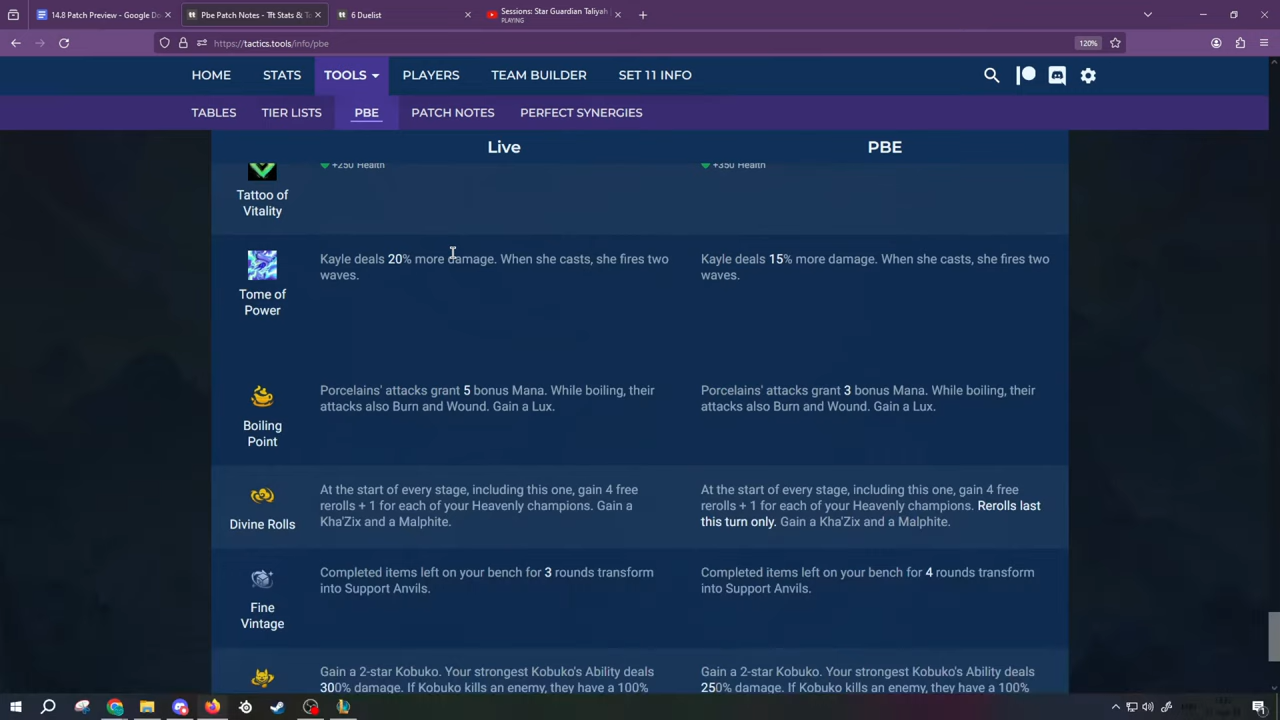 14.8 Patch Preview - Google Do
Pbe Patch Notes - Tft Stats & T
6 Duelist
Sessions: Star Guardian Taliyah
PLAYING
https://tactics.tools/info/pbe
120%
HOME
STATS
TOOLS
PLAYERS
TEAM BUILDER
SET 11 INFO
TABLES
TIER LISTS
PBE
PATCH NOTES
PERFECT SYNERGIES
Live
PBE
+250 Health
+350 Health
Tattoo of
Vitality
Kayle deals 20% more damage. When she casts, she fires two
waves.
Kayle deals 15% more damage. When she casts, she fires two
waves.
Tome of
Power
Porcelains' attacks grant 5 bonus Mana. While boiling, their
attacks also Burn and Wound. Gain a Lux.
Porcelains' attacks grant 3 bonus Mana. While boiling, their
attacks also Burn and Wound. Gain a Lux.
Boiling
Point
At the start of every stage, including this one, gain 4 free
rerolls + 1 for each of your Heavenly champions. Gain a
Kha'Zix and a Malphite.
At the start of every stage, including this one, gain 4 free
rerolls + 1 for each of your Heavenly champions. Rerolls last
this turn only. Gain a Kha'Zix and a Malphite.
Divine Rolls
Completed items left on your bench for 3 rounds transform
into Support Anvils.
Completed items left on your bench for 4 rounds transform
into Support Anvils.
Fine
Vintage
Gain a 2-star Kobuko. Your strongest Kobuko's Ability deals
300% damage. If Kobuko kills an enemy, they have a 100%
Gain a 2-star Kobuko. Your strongest Kobuko's Ability deals
250% damage. If Kobuko kills an enemy, they have a 100%